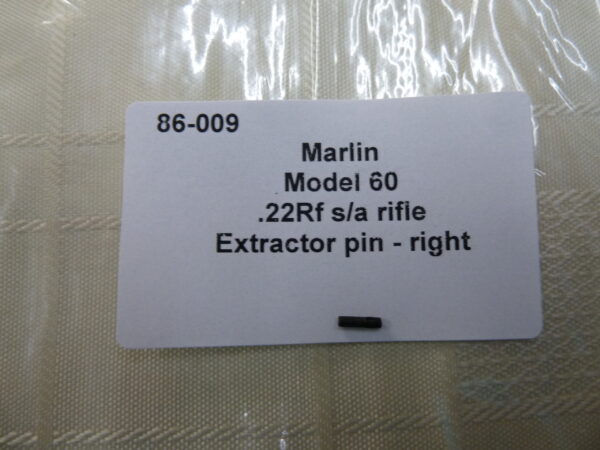 86-009
Marlin
Model 60
.22Rf s/a rifle
Extractor pin - right